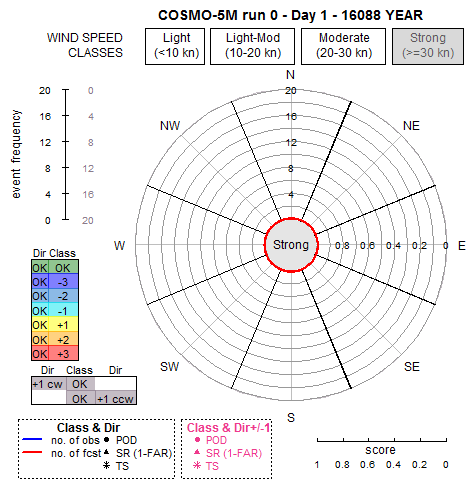 COSMO-5M run 0 - Day 1 - 16088 YEAR
WIND SPEED
CLASSES
Light
(<10 kn)
Light-Mod
(10-20 kn)
Moderate
(20-30 kn)
Strong
(>=30 kn)
event frequency
20 0
16 4
12 8
8 12
4 16
0 20
N
NE
E
SE
S
SW
W
NW
20
16
12
8
4
Strong
0.8 0.6 0.4 0.2 0
Dir Class
OK OK
OK -3
OK -2
OK -1
OK +1
OK +2
OK +3
Dir Class Dir
+1 cw OK
OK +1 ccw
Class & Dir
no. of obs POD
no. of fcst SR (1-FAR)
TS
Class & Dir+/-1
POD
SR (1-FAR)
TS
score
1 0.8 0.6 0.4 0.2 0